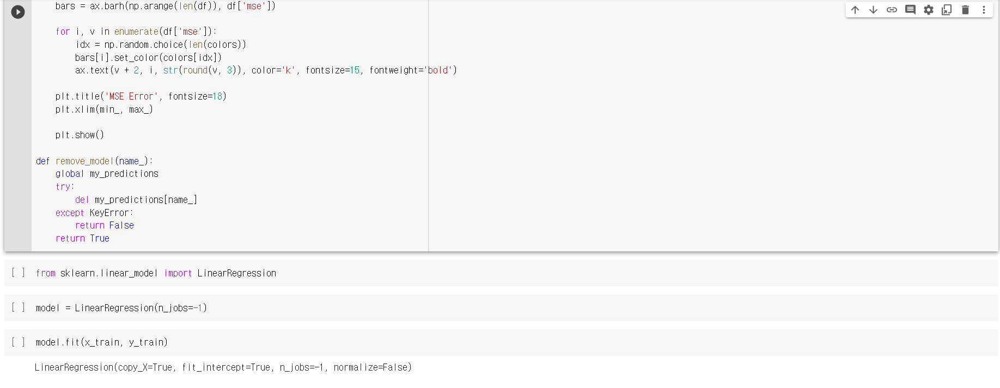 bars = ax.barh(np.arange(len(df)), df['mse'])
for i, v in enumerate(df['mse']):
idx = np.random.choice(len(colors))
bars[i].set_color(colors[idx])
ax.text(v + 2, i, str(round(v, 3)), color='k', fontsize=15, fontweight='bold')
plt.title('MSE Error', fontsize=18)
plt.xlim(min_, max_)
plt.show()
def remove_model(name_):
global my_predictions
try:
del my_predictions[name_]
except KeyError:
return False
return True
[ ] from sklearn.linear_model import LinearRegression
[ ] model = LinearRegression(n_jobs=-1)
[ ] model.fit(x_train, y_train)
LinearRegression(copy_X=True, fit_intercept=True, n_jobs=-1, normalize=False)